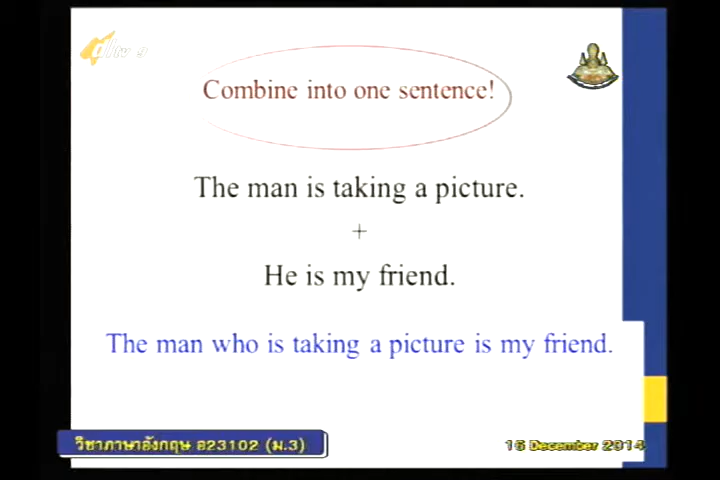 Combine into one sentence!
The man is taking a picture.
+
He is my friend.
The man who is taking a picture is my friend.
วิชาภาษาอังกฤษ อ23102 (ม.3)
16 December 2014